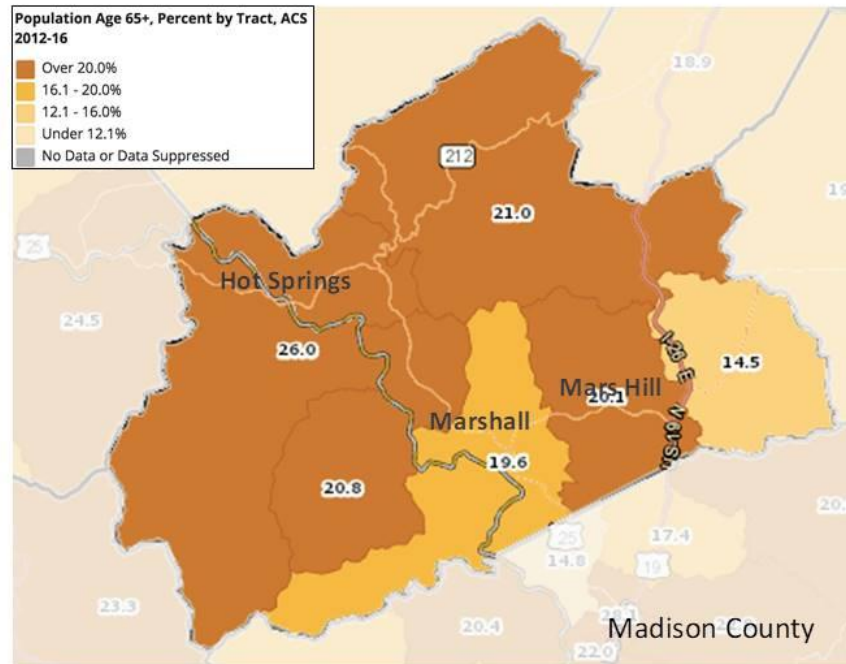 Population Age 65+, Percent by Tract, ACS
2012-16
Over 20.0%
16.1 - 20.0%
12.1 - 16.0%
Under 12.1%
No Data or Data Suppressed
18.9
212
21.0
25
Hot Springs
24.5
26.0
I-26 E
14.5
Mars Hill
20.1
Marshall
US-19 N
19.6
20.8
17.4
25
14.8
19
23.3
20.4
22.0
Madison County